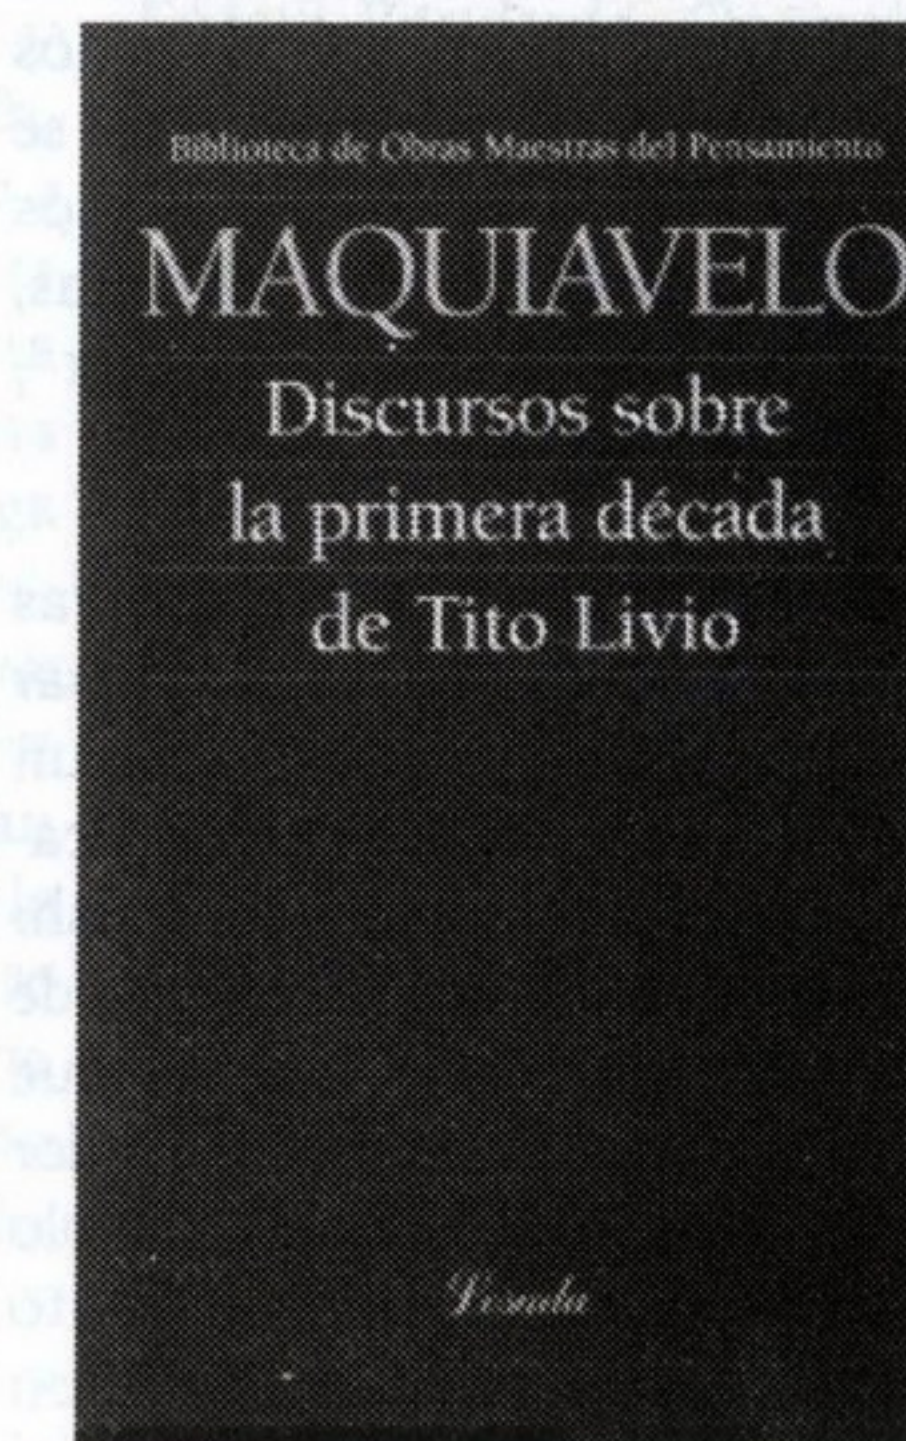 Biblioteca de Obras Maestras del Pensamiento
MAQUIAVELO
Discursos sobre
la primera década
de Tito Livio
Losada